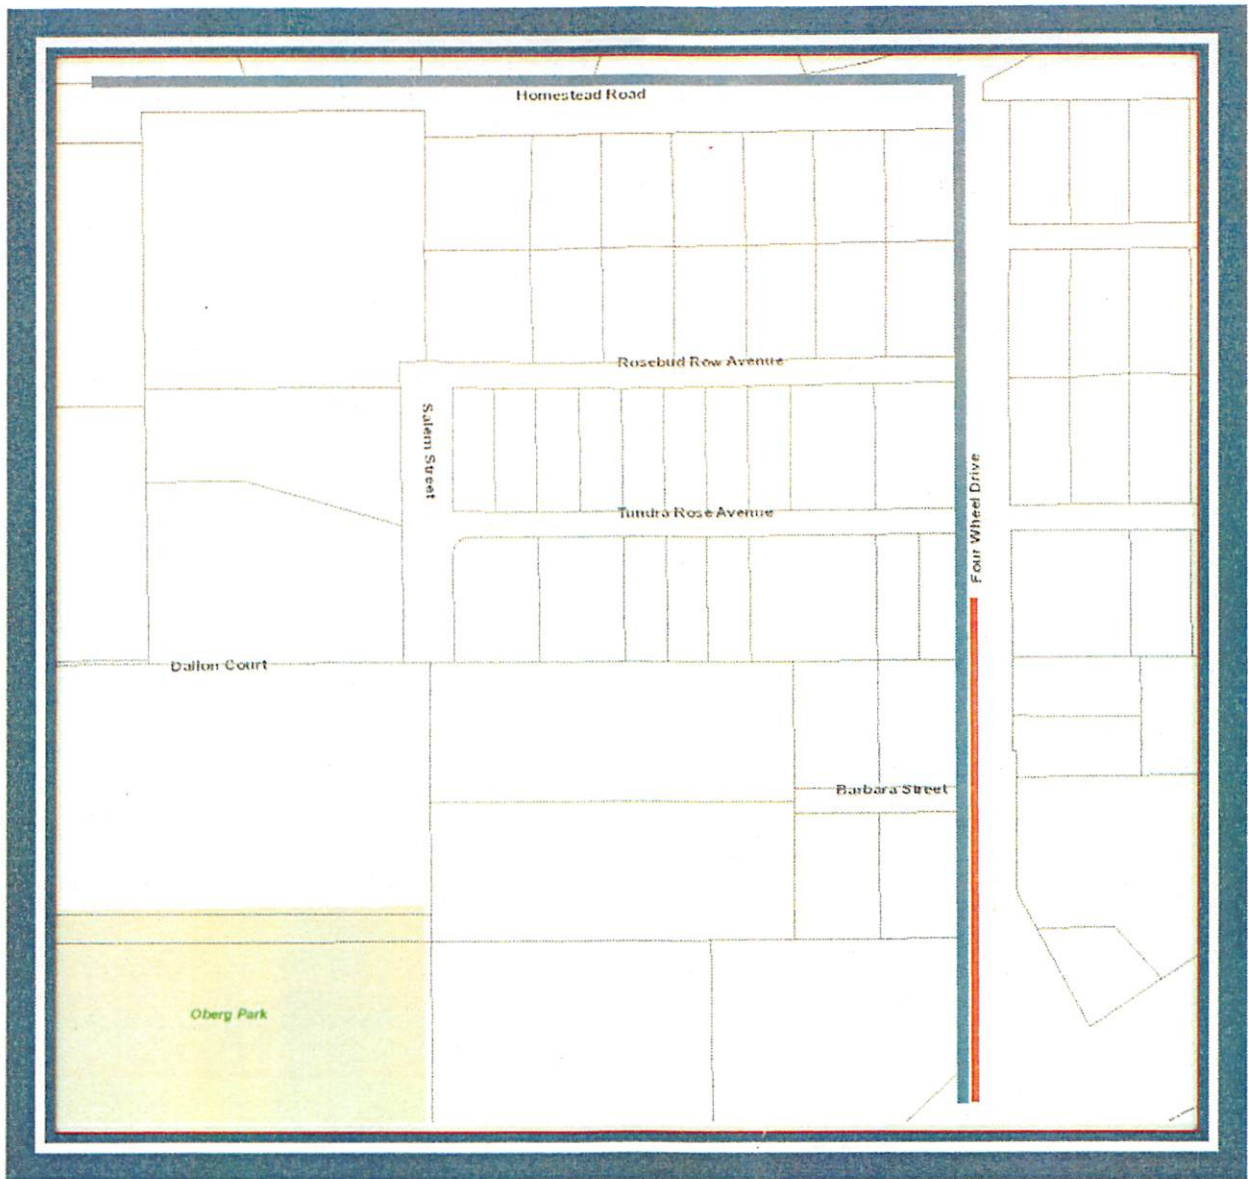 Homestead Road
Rosebud Row Avenue
Salem Street
Four Wheel Drive
Tundra Rose Avenue
Dalton Court
Barbara Street
Oberg Park